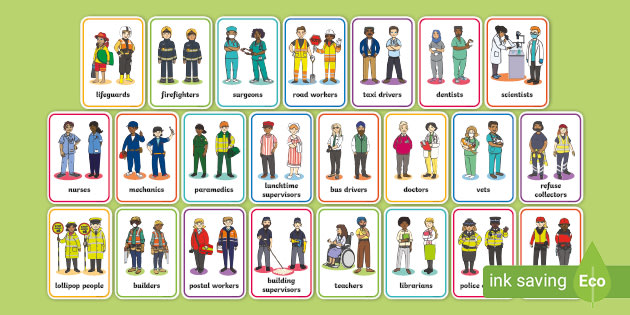 lifeguards
firefighters
surgeons
road workers
taxi drivers
dentists
scientists
nurses
mechanics
paramedics
lunchtime
supervisors
bus drivers
doctors
vets
refuse
collectors
lollipop people
builders
postal workers
building
supervisors
teachers
librarians
police
ink saving
Eco